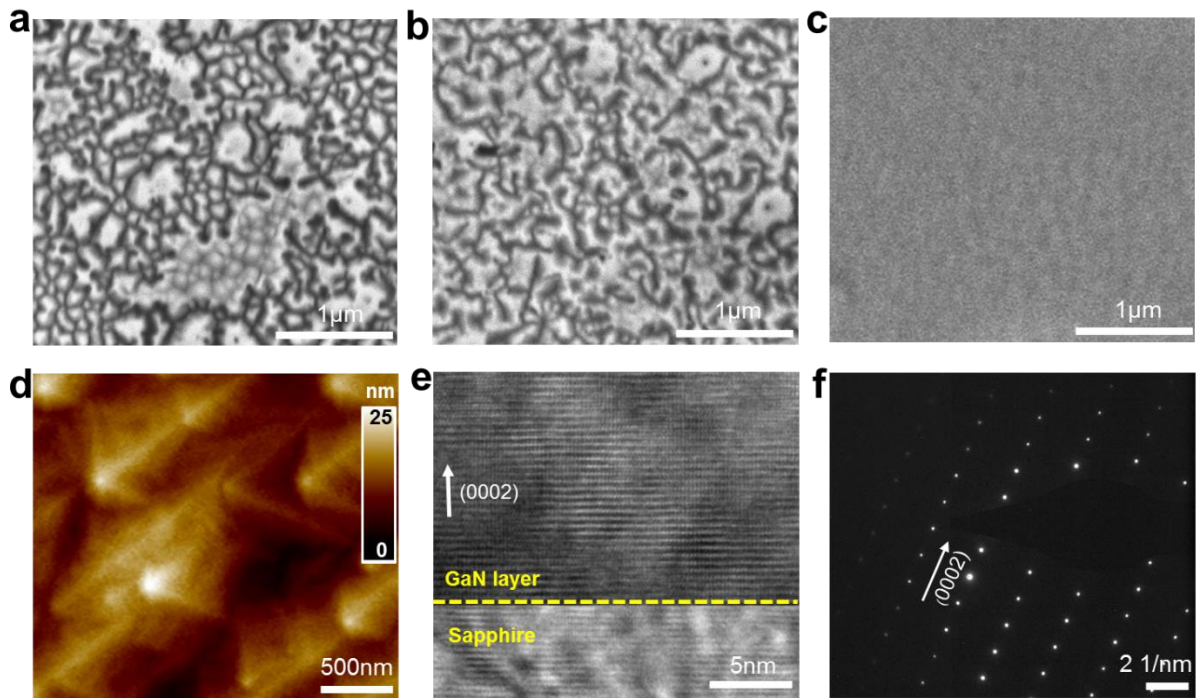 a
b
c
1μm
1μm
1μm
d
e
f
nm
25
0
(0002)
GaN layer
Sapphire
(0002)
500nm
5nm
2 1/nm